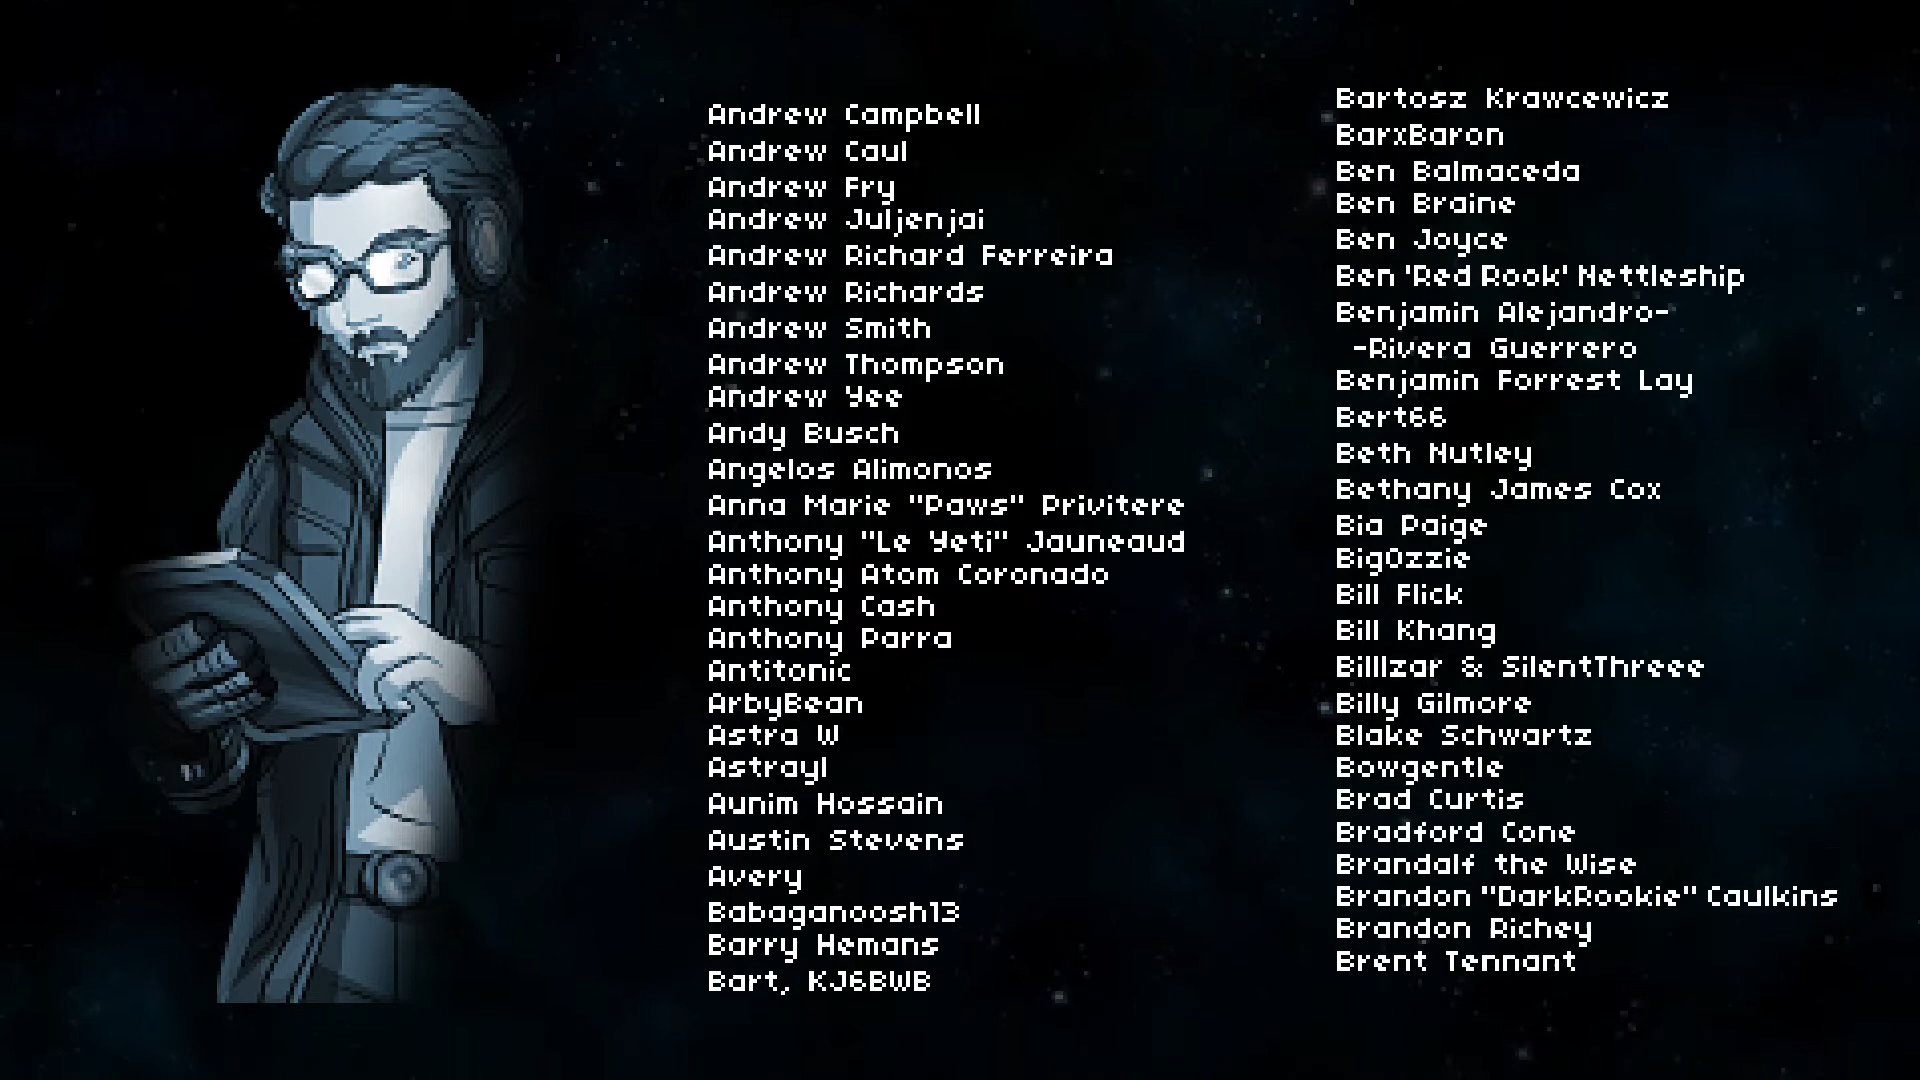 Andrew Campbell
Andrew Caul
Andrew Fry
Andrew Juljenjai
Andrew Richard Ferreira
Andrew Richards
Andrew Smith
Andrew Thompson
Andrew Yee
Andy Busch
Angelos Alimonos
Anna Marie "Paws" Privitere
Anthony "Le Yeti" Jauneaud
Anthony Atom Coronado
Anthony Cash
Anthony Parra
Antitonic
ArbyBean
Astra W
Astrayl
Aunim Hossain
Austin Stevens
Avery
Babaganoosh13
Barry Hemans
Bart, KJ6BWB
Bartosz Krawcewicz
BarxBaron
Ben Balmaceda
Ben Braine
Ben Joyce
Ben 'Red Rook' Nettleship
Benjamin Alejandro-
-Rivera Guerrero
Benjamin Forrest Lay
Bert66
Beth Nutley
Bethany James Cox
Bia Paige
BigOzzie
Bill Flick
Bill Khang
Billlzar & SilentThreee
Billy Gilmore
Blake Schwartz
Bowgentle
Brad Curtis
Bradford Cone
Brandalf the Wise
Brandon "DarkRookie" Caulkins
Brandon Richey
Brent Tennant